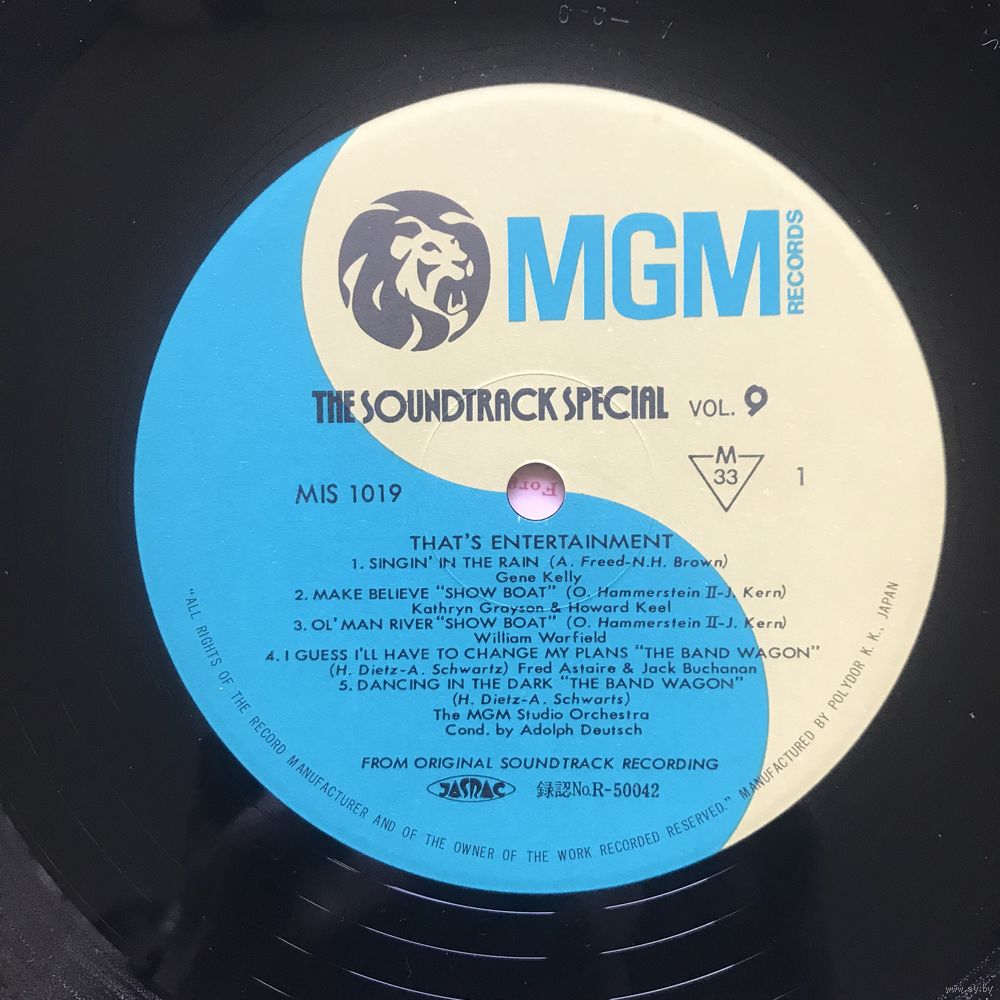 MGM RECORDS
THE SOUNDTRACK SPECIAL VOL. 9
MIS 1019
M
33
1
THAT'S ENTERTAINMENT
1. SINGIN' IN THE RAIN (A. Freed-N.H. Brown)
Gene Kelly
2. MAKE BELIEVE "SHOW BOAT" (O. Hammerstein II-J. Kern)
Kathryn Grayson & Howard Keel
3. OL' MAN RIVER "SHOW BOAT" (O. Hammerstein II-J. Kern)
William Warfield
4. I GUESS I'LL HAVE TO CHANGE MY PLANS "THE BAND WAGON"
(H. Dietz-A. Schwartz) Fred Astaire & Jack Buchanan
5. DANCING IN THE DARK "THE BAND WAGON"
(H. Dietz-A. Schwarts)
The MGM Studio Orchestra
Cond. by Adolph Deutsch
FROM ORIGINAL SOUNDTRACK RECORDING
JASRAC 録認No.R-50042
"ALL RIGHTS OF THE RECORD MANUFACTURER AND OF THE OWNER OF THE WORK RECORDED RESERVED." MANUFACTURED BY POLYDOR K. K., JAPAN
www.ay.by